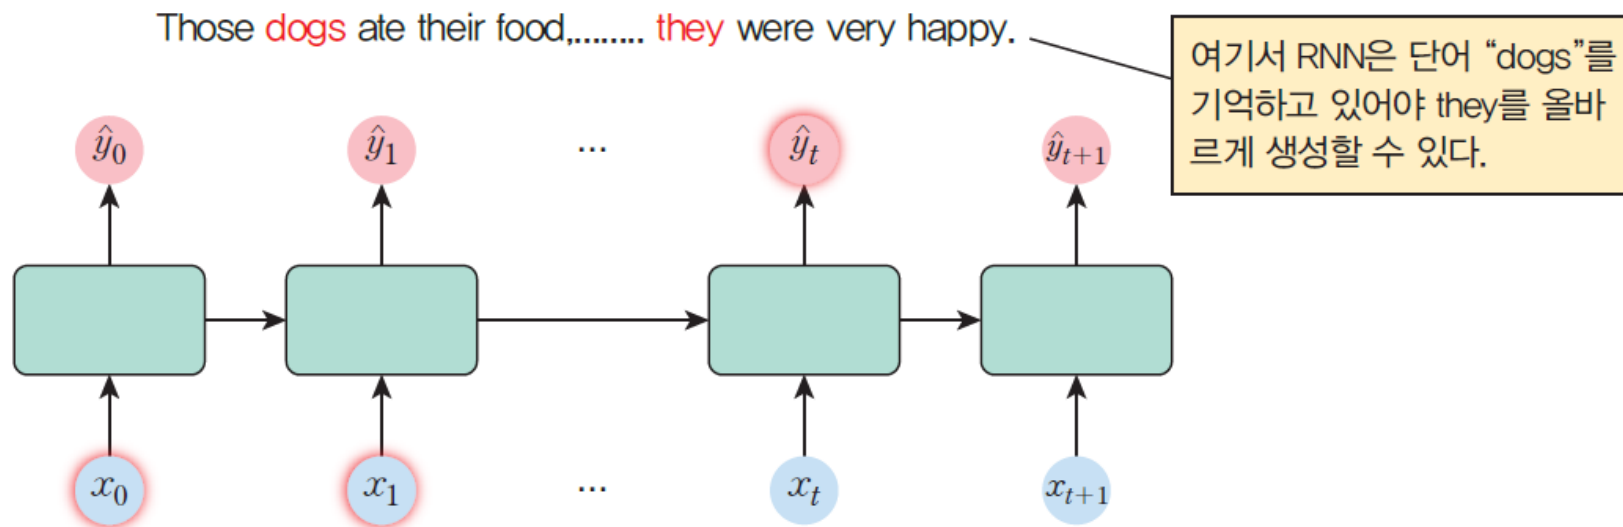 Those dogs ate their food,........ they were very happy.
여기서 RNN은 단어 “dogs”를
기억하고 있어야 they를 올바
르게 생성할 수 있다.
ŷ₀ ŷ₁ ... ŷₜ ŷₜ₊₁
x₀ x₁ ... xₜ xₜ₊₁